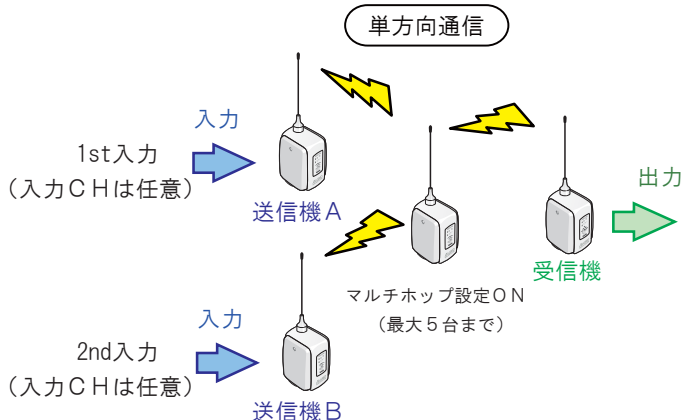 単方向通信
入力
1st入力
(入力CHは任意)
送信機A
出力
受信機
マルチホップ設定ON
(最大5台まで)
入力
2nd入力
(入力CHは任意)
送信機B